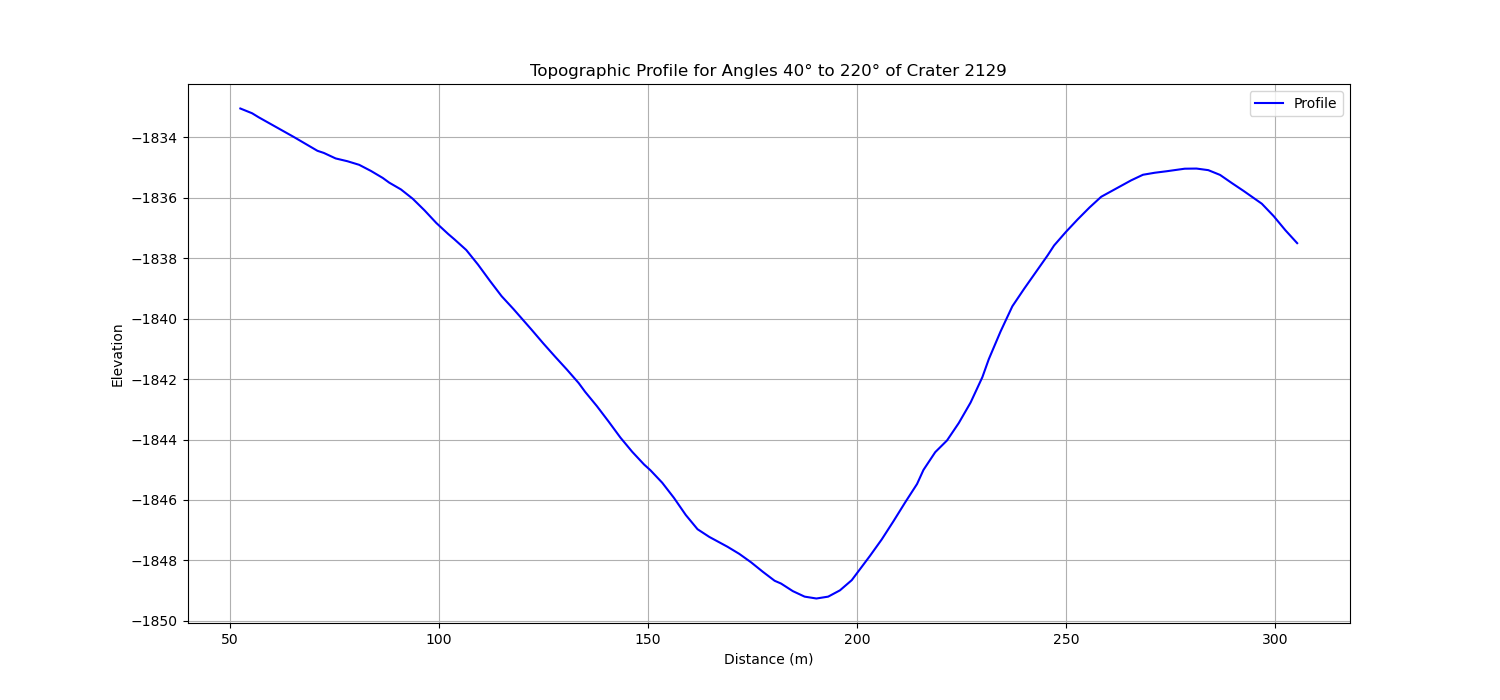 Topographic Profile for Angles 40° to 220° of Crater 2129
Profile
−1834
−1836
−1838
−1840
−1842
−1844
−1846
−1848
−1850
Elevation
50 100 150 200 250 300
Distance (m)